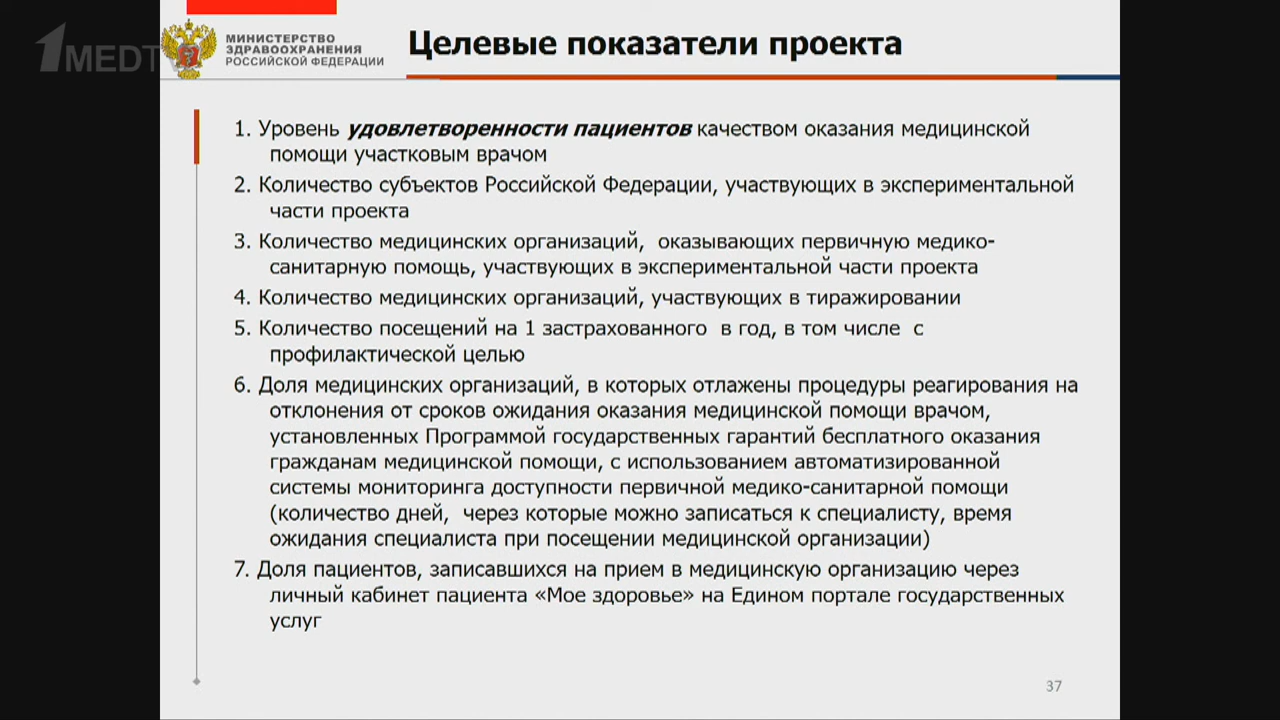 1MEDTV
МИНИСТЕРСТВО
ЗДРАВООХРАНЕНИЯ
РОССИЙСКОЙ ФЕДЕРАЦИИ
Целевые показатели проекта
1. Уровень удовлетворенности пациентов качеством оказания медицинской
помощи участковым врачом
2. Количество субъектов Российской Федерации, участвующих в экспериментальной
части проекта
3. Количество медицинских организаций, оказывающих первичную медико-
санитарную помощь, участвующих в экспериментальной части проекта
4. Количество медицинских организаций, участвующих в тиражировании
5. Количество посещений на 1 застрахованного в год, в том числе с
профилактической целью
6. Доля медицинских организаций, в которых отлажены процедуры реагирования на
отклонения от сроков ожидания оказания медицинской помощи врачом,
установленных Программой государственных гарантий бесплатного оказания
гражданам медицинской помощи, с использованием автоматизированной
системы мониторинга доступности первичной медико-санитарной помощи
(количество дней, через которые можно записаться к специалисту, время
ожидания специалиста при посещении медицинской организации)
7. Доля пациентов, записавшихся на прием в медицинскую организацию через
личный кабинет пациента «Мое здоровье» на Едином портале государственных
услуг
37